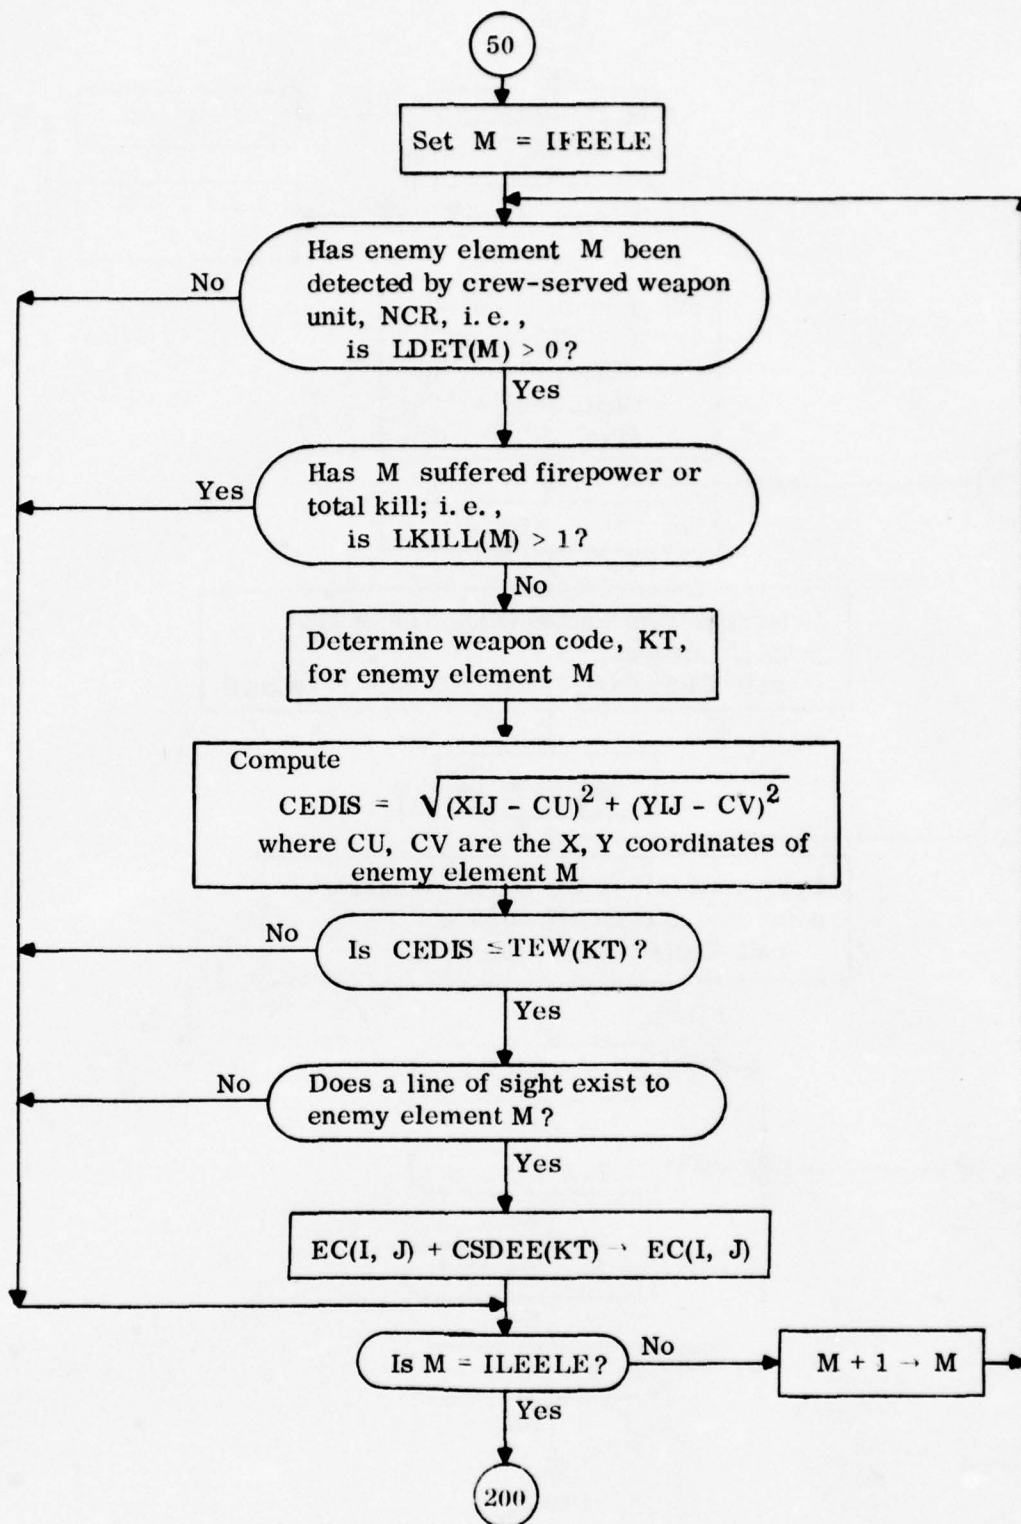 50
Set M = IFEELE
Has enemy element M been
detected by crew-served weapon
unit, NCR, i.e.,
is LDET(M) > 0?
No
Yes
Has M suffered firepower or
total kill; i.e.,
is LKILL(M) > 1?
Yes
No
Determine weapon code, KT,
for enemy element M
Compute
CEDIS = √(XIJ - CU)² + (YIJ - CV)²
where CU, CV are the X, Y coordinates of
enemy element M
Is CEDIS ≤ TEW(KT)?
No
Yes
Does a line of sight exist to
enemy element M?
No
Yes
EC(I, J) + CSDEE(KT) → EC(I, J)
Is M = ILEELE?
No
M + 1 → M
Yes
200